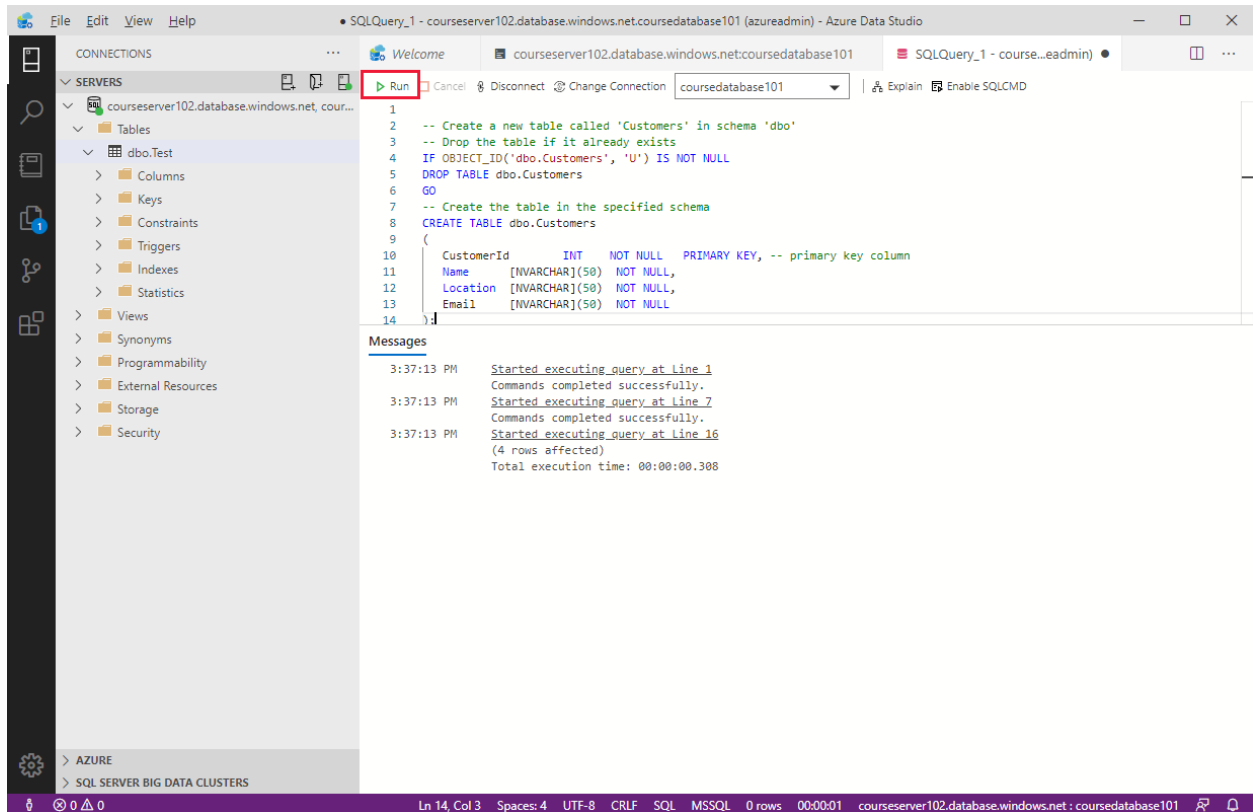 File Edit View Help ● SQLQuery_1 - courseserver102.database.windows.net.coursedatabase101 (azureadmin) - Azure Data Studio
CONNECTIONS ...
Welcome courseserver102.database.windows.net:coursedatabase101 SQLQuery_1 - course...eadmin) ● ...
SERVERS
Run Cancel Disconnect Change Connection coursedatabase101 Explain Enable SQLCMD
courseserver102.database.windows.net, cour...
Tables
dbo.Test
Columns
Keys
Constraints
Triggers
Indexes
Statistics
Views
Synonyms
Programmability
External Resources
Storage
Security
1
AZURE
SQL SERVER BIG DATA CLUSTERS
1
2 -- Create a new table called 'Customers' in schema 'dbo'
3 -- Drop the table if it already exists
4 IF OBJECT_ID('dbo.Customers', 'U') IS NOT NULL
5 DROP TABLE dbo.Customers
6 GO
7 -- Create the table in the specified schema
8 CREATE TABLE dbo.Customers
9 (
10 CustomerId INT NOT NULL PRIMARY KEY, -- primary key column
11 Name [NVARCHAR](50) NOT NULL,
12 Location [NVARCHAR](50) NOT NULL,
13 Email [NVARCHAR](50) NOT NULL
14 );
Messages
3:37:13 PM Started executing query at Line 1
Commands completed successfully.
3:37:13 PM Started executing query at Line 7
Commands completed successfully.
3:37:13 PM Started executing query at Line 16
(4 rows affected)
Total execution time: 00:00:00.308
0 0 Ln 14, Col 3 Spaces: 4 UTF-8 CRLF SQL MSSQL 0 rows 00:00:01 courseserver102.database.windows.net : coursedatabase101